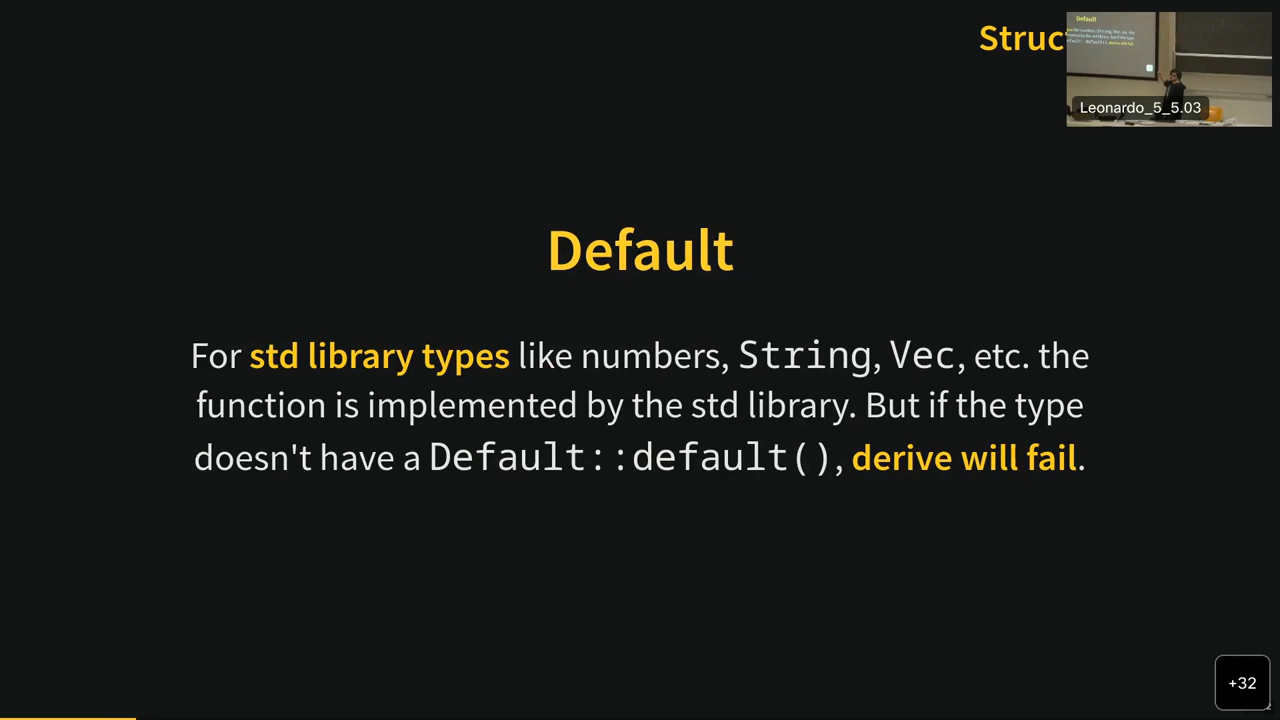 Struc
Default
For std library types like numbers, String, Vec, etc. the
function is implemented by the std library. But if the type
doesn't have a Default::default(), derive will fail.
Default
Leonardo_5_5.03
+32